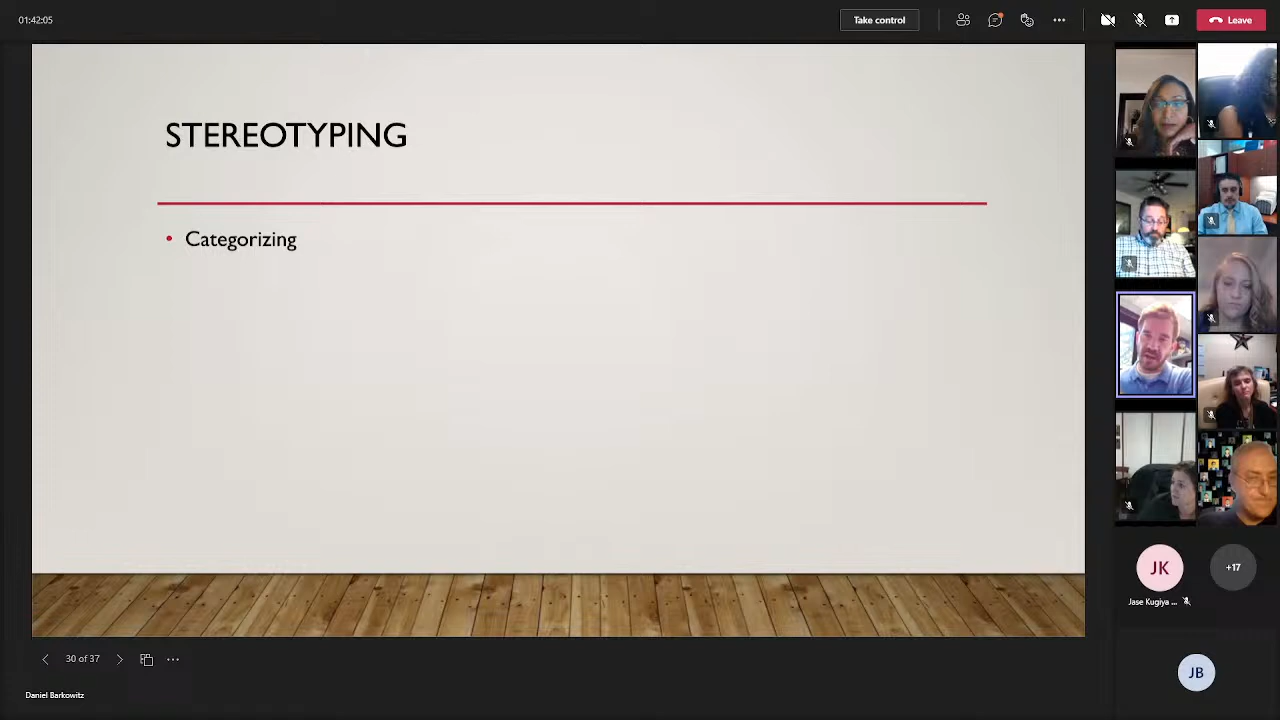 01:42:05
Take control
Leave
STEREOTYPING
• Categorizing
JK
+17
Jase Kugiya ...
30 of 37
JB
Daniel Barkowitz